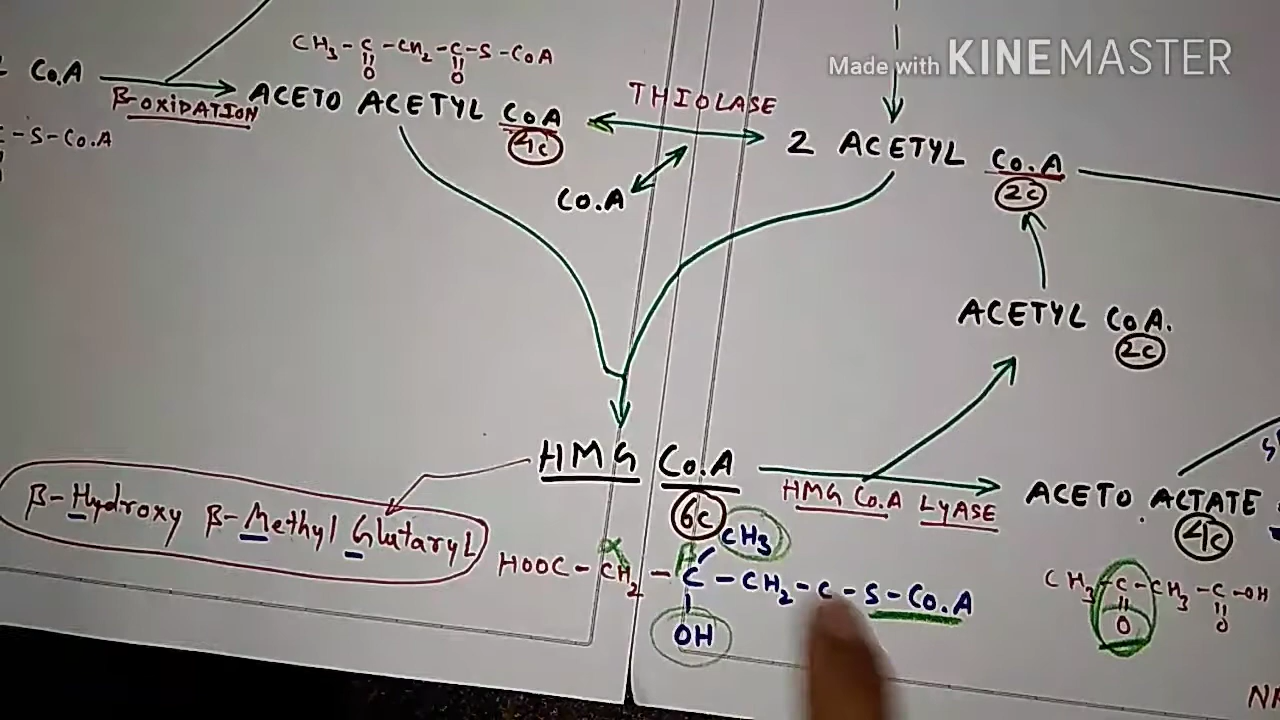 Made with KINEMASTER
CH3-C-CH2-C-S-CoA
O O
CO.A
β-OXIDATION
ACETO ACETYL COA
4C
THIOLASE
2 ACETYL CO.A
2C
C-S-CO.A
CO.A
ACETYL COA.
2C
HMG CO.A
6C
HMG CO.A LYASE
ACETO ACTATE
4C
β-Hydroxy β-Methyl Glutaryl
α
CH3
HOOC-CH2-C-CH2-C-S-CO.A
OH
CH3-C-CH3-C-OH
O O